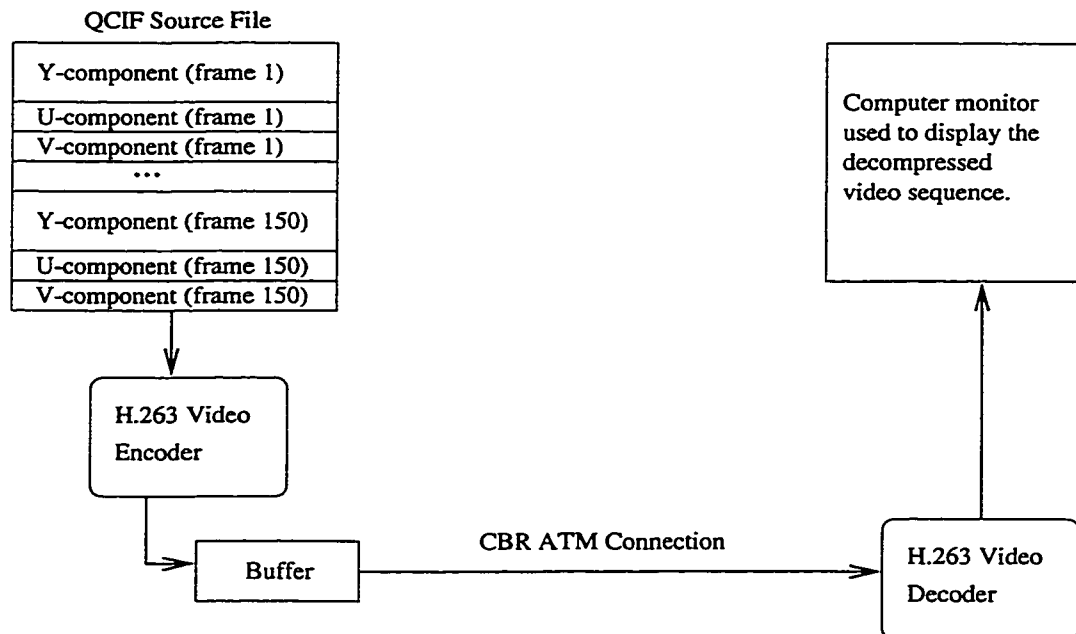 QCIF Source File
Y-component (frame 1)
U-component (frame 1)
V-component (frame 1)
...
Y-component (frame 150)
U-component (frame 150)
V-component (frame 150)
H.263 Video
Encoder
Buffer
CBR ATM Connection
H.263 Video
Decoder
Computer monitor
used to display the
decompressed
video sequence.